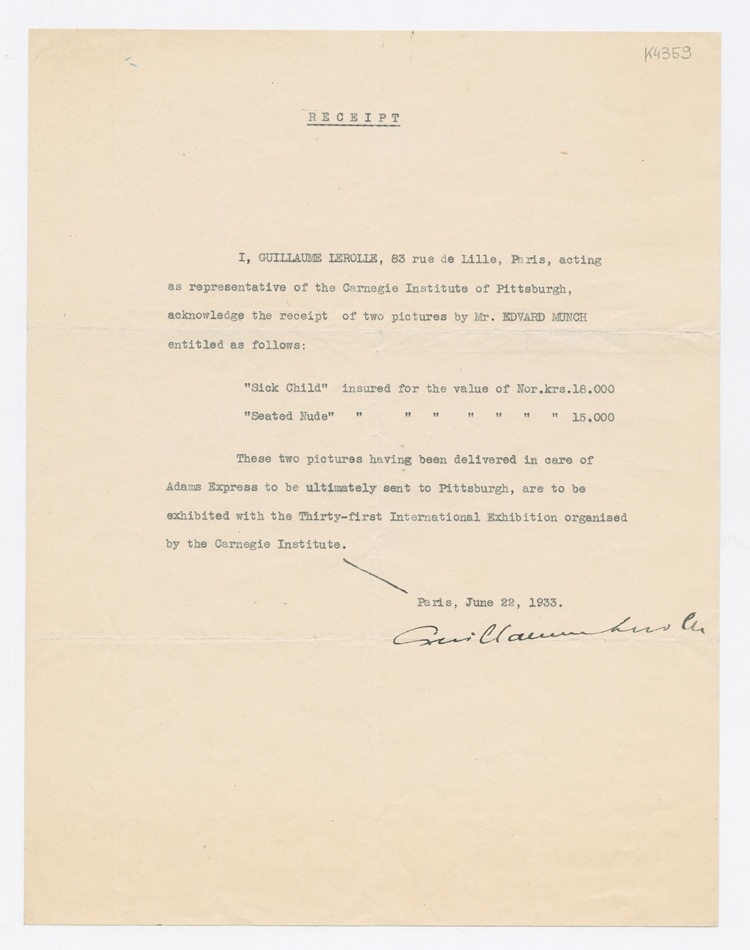 K4359
RECEIPT
I, GUILLAUME LEROLLE, 83 rue de Lille, Paris, acting
as representative of the Carnegie Institute of Pittsburgh,
acknowledge the receipt of two pictures by Mr. EDVARD MUNCH
entitled as follows:
"Sick Child" insured for the value of Nor.krs.18.000
"Seated Nude" " " " " " " " 15.000
These two pictures having been delivered in care of
Adams Express to be ultimately sent to Pittsburgh, are to be
exhibited with the Thirty-first International Exhibition organised
by the Carnegie Institute.
Paris, June 22, 1933.
Guillaume Lerolle